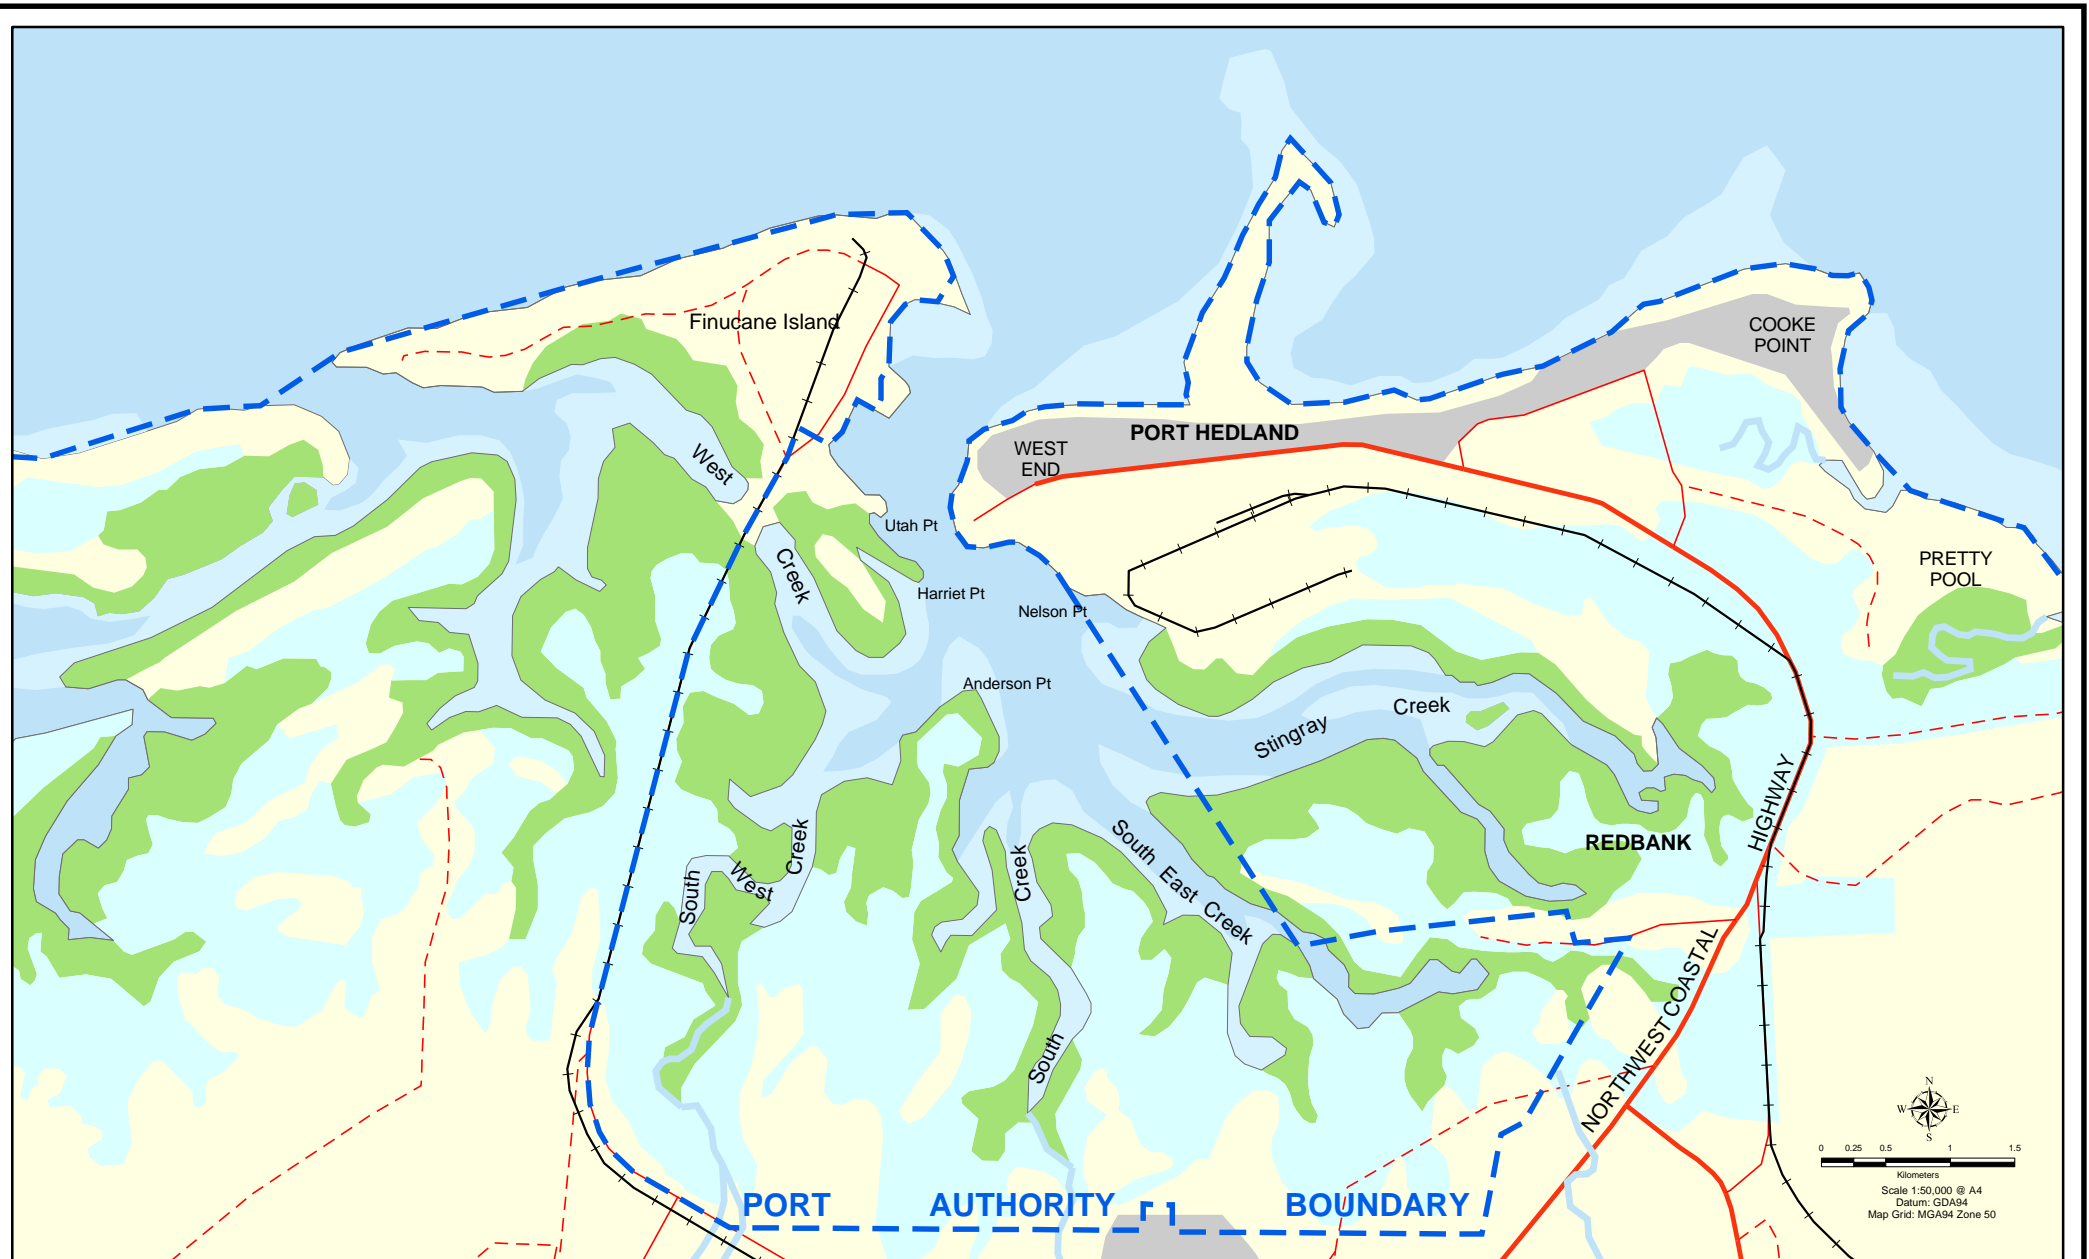 COOKE
POINT
Finucane Island
PORT HEDLAND
WEST
END
West
Utah Pt
Creek
PRETTY
POOL
Harriet Pt
Nelson Pt
Anderson Pt
Stingray
Creek
HIGHWAY
REDBANK
South
West
Creek
Creek
South
South East Creek
NORTHWEST COASTAL
N
W
E
S
0 0.25 0.5 1 1.5
Kilometers
Scale 1:50,000 @ A4
Datum: GDA94
Map Grid: MGA94 Zone 50
PORT AUTHORITY BOUNDARY